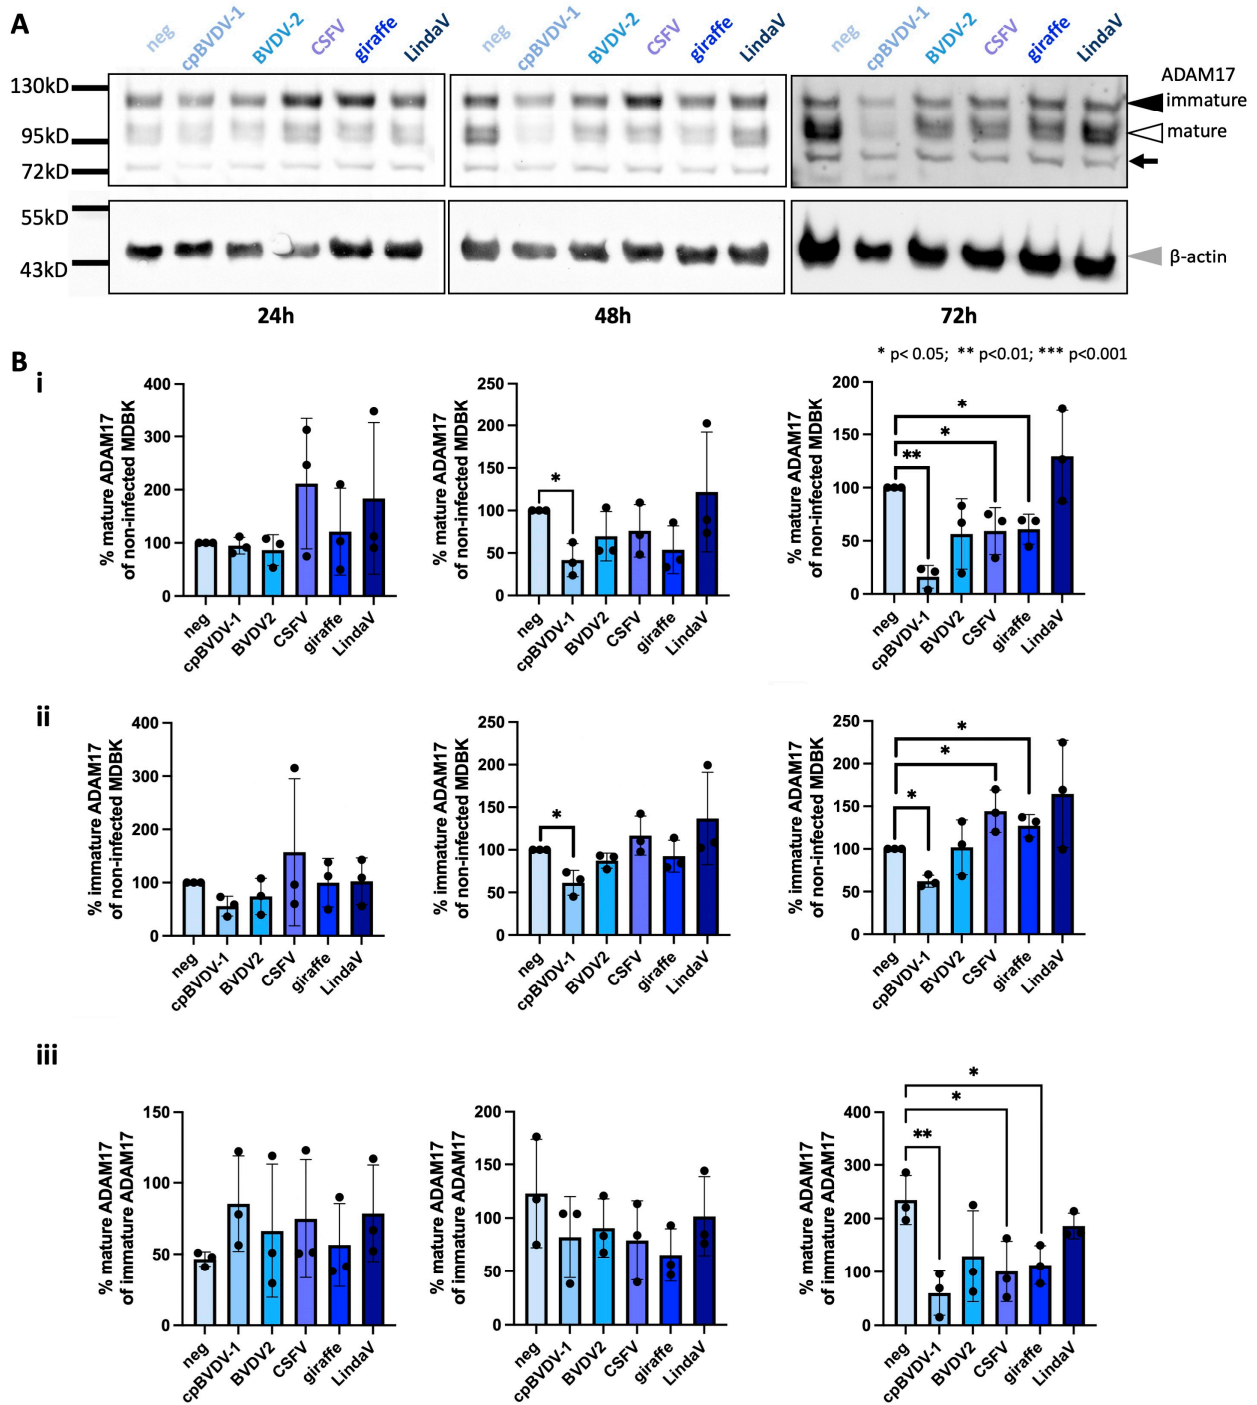 A
neg cpBVDV-1 BVDV-2 CSFV giraffe LindaV neg cpBVDV-1 BVDV-2 CSFV giraffe LindaV neg cpBVDV-1 BVDV-2 CSFV giraffe LindaV
130kD
95kD
72kD
ADAM17
immature
mature
55kD
43kD
β-actin
24h 48h 72h
B
* p< 0.05; ** p<0.01; *** p<0.001
i
% mature ADAM17
of non-infected MDBK
400
300
200
100
0
neg cpBVDV-1 BVDV2 CSFV giraffe LindaV
% mature ADAM17
of non-infected MDBK
250
200
150
100
50
0
*
neg cpBVDV-1 BVDV2 CSFV giraffe LindaV
% mature ADAM17
of non-infected MDBK
200
150
100
50
0
*
*
**
neg cpBVDV-1 BVDV2 CSFV giraffe LindaV
ii
% immature ADAM17
of non-infected MDBK
400
300
200
100
0
neg cpBVDV-1 BVDV2 CSFV giraffe LindaV
% immature ADAM17
of non-infected MDBK
250
200
150
100
50
0
*
neg cpBVDV-1 BVDV2 CSFV giraffe LindaV
% immature ADAM17
of non-infected MDBK
250
200
150
100
50
0
*
*
*
neg cpBVDV-1 BVDV2 CSFV giraffe LindaV
iii
% mature ADAM17
of immature ADAM17
150
100
50
0
neg cpBVDV-1 BVDV2 CSFV giraffe LindaV
% mature ADAM17
of immature ADAM17
200
150
100
50
0
neg cpBVDV-1 BVDV2 CSFV giraffe LindaV
% mature ADAM17
of immature ADAM17
400
300
200
100
0
*
*
**
neg cpBVDV-1 BVDV2 CSFV giraffe LindaV